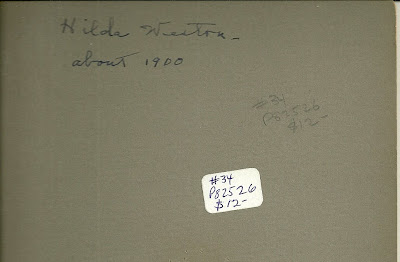 Hilda Weston -
about 1900
#34
P82526
$12-
#34
P82526
$12-